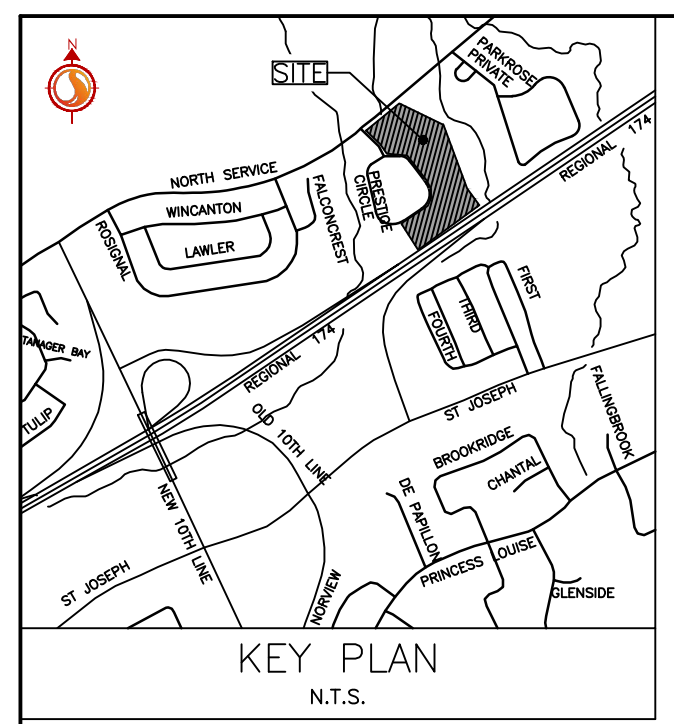 N
SITE
PARKROSE
PRIVATE
REGIONAL 174
NORTH SERVICE
PRESTIGE
CIRCLE
WINCANTON
FALCONCREST
ROSIGNAL
LAWLER
FIRST
THIRD
FOURTH
TANAGER BAY
REGIONAL 174
TULIP
ST JOSEPH
FALLINGBROOK
OLD 10TH LINE
BROOKRIDGE
CHANTAL
NEW 10TH LINE
DE PAPILLON
PRINCESS LOUISE
ST JOSEPH
NORVIEW
GLENSIDE
KEY PLAN
N.T.S.